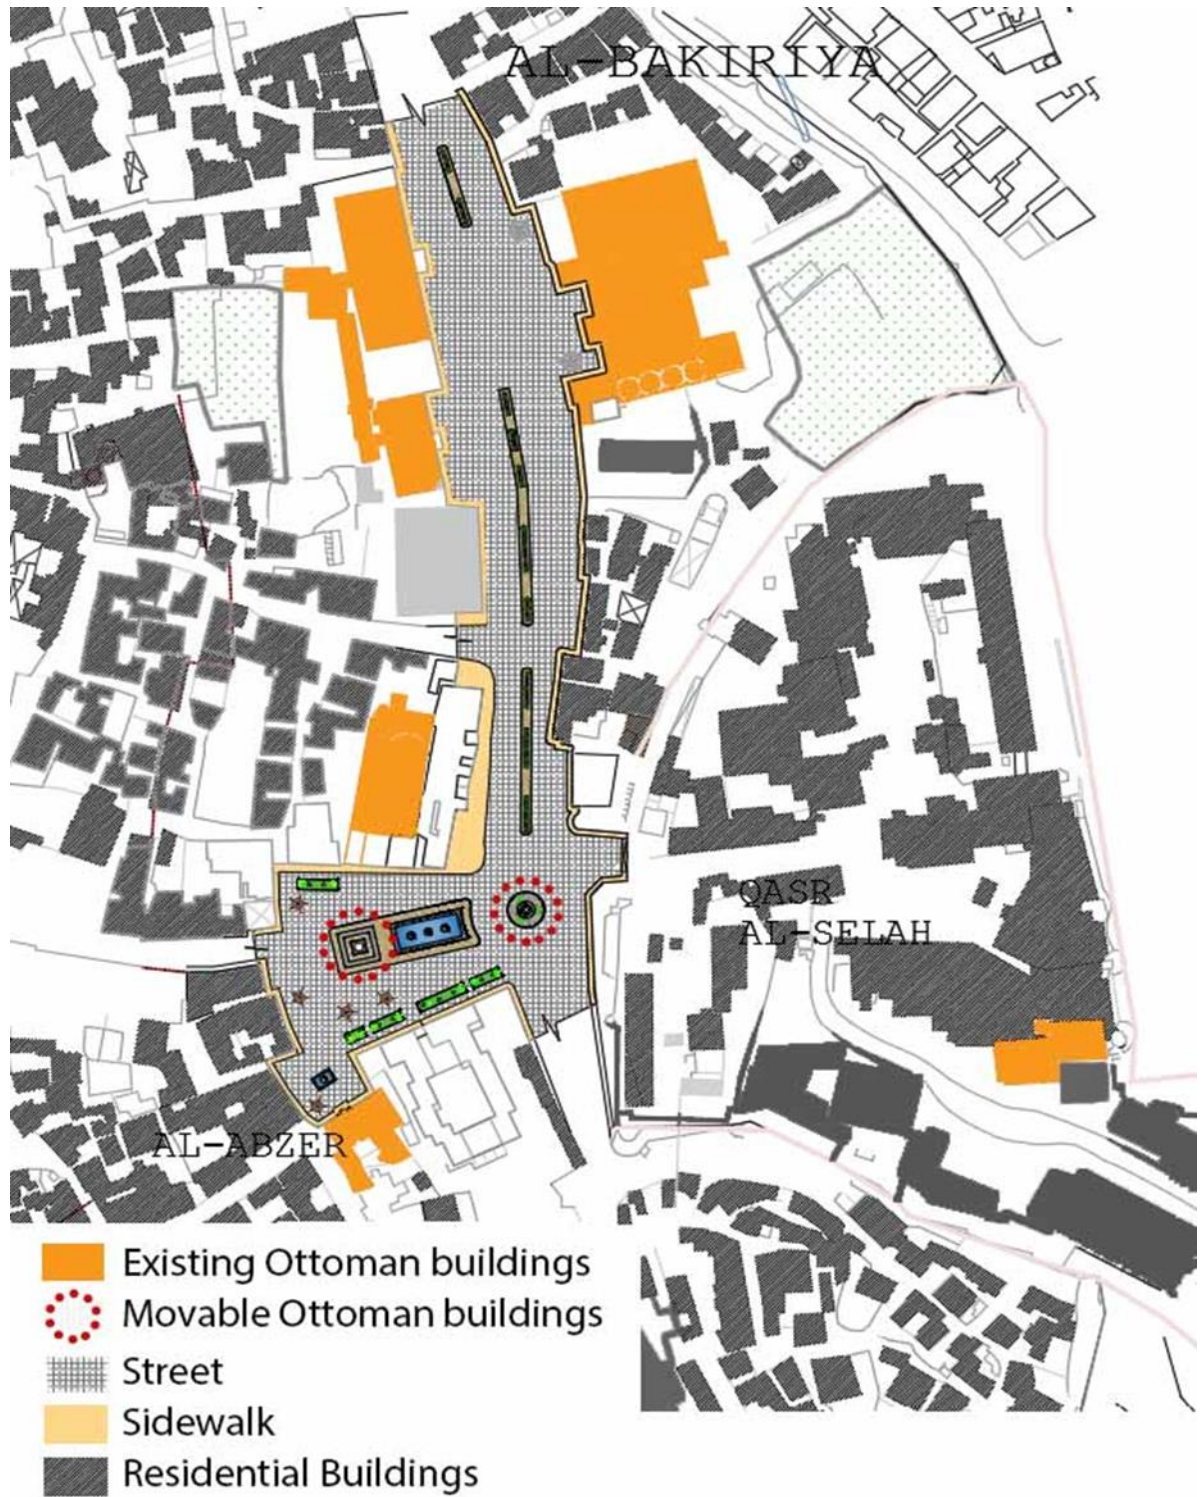 AL-BAKIRIYA
QASR
AL-SELAH
AL-ABZER
Existing Ottoman buildings
Movable Ottoman buildings
Street
Sidewalk
Residential Buildings